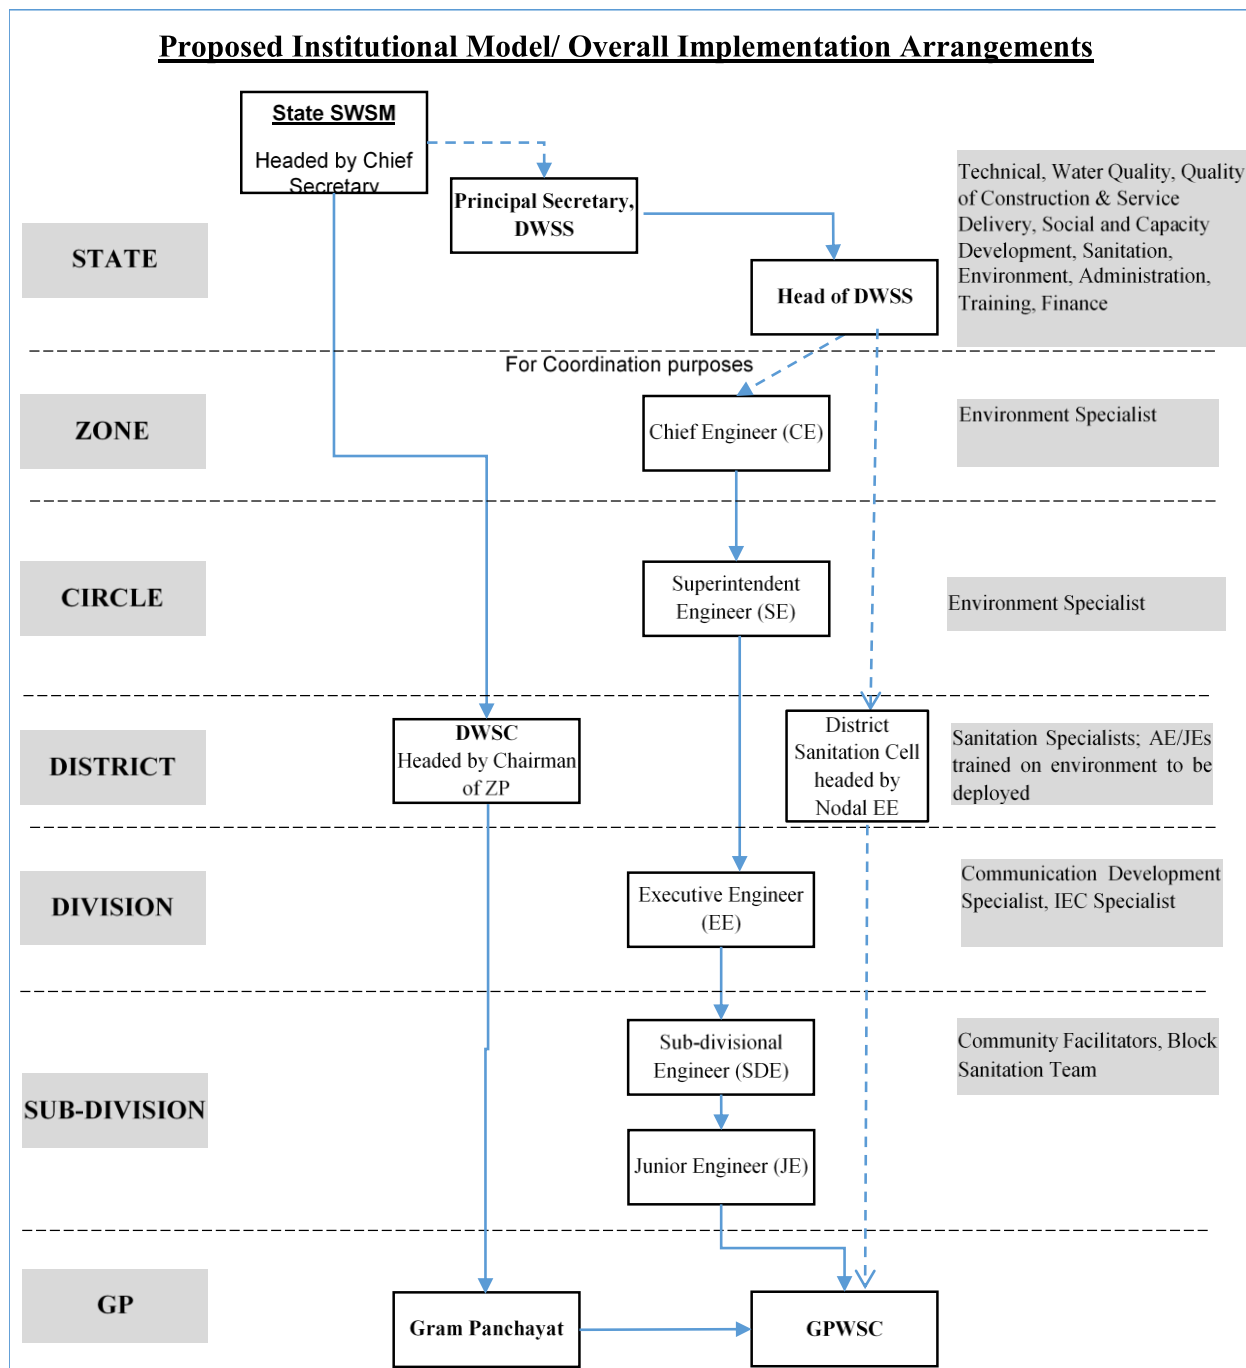 Proposed Institutional Model/ Overall Implementation Arrangements
State SWSM
Headed by Chief
Secretary
Principal Secretary,
DWSS
Technical, Water Quality, Quality
of Construction & Service
Delivery, Social and Capacity
Development, Sanitation,
Environment, Administration,
Training, Finance
STATE
Head of DWSS
For Coordination purposes
ZONE
Chief Engineer (CE)
Environment Specialist
CIRCLE
Superintendent
Engineer (SE)
Environment Specialist
DISTRICT
DWSC
Headed by Chairman
of ZP
District
Sanitation Cell
headed by
Nodal EE
Sanitation Specialists; AE/JEs
trained on environment to be
deployed
DIVISION
Executive Engineer
(EE)
Communication Development
Specialist, IEC Specialist
SUB-DIVISION
Sub-divisional
Engineer (SDE)
Community Facilitators, Block
Sanitation Team
Junior Engineer (JE)
GP
Gram Panchayat
GPWSC